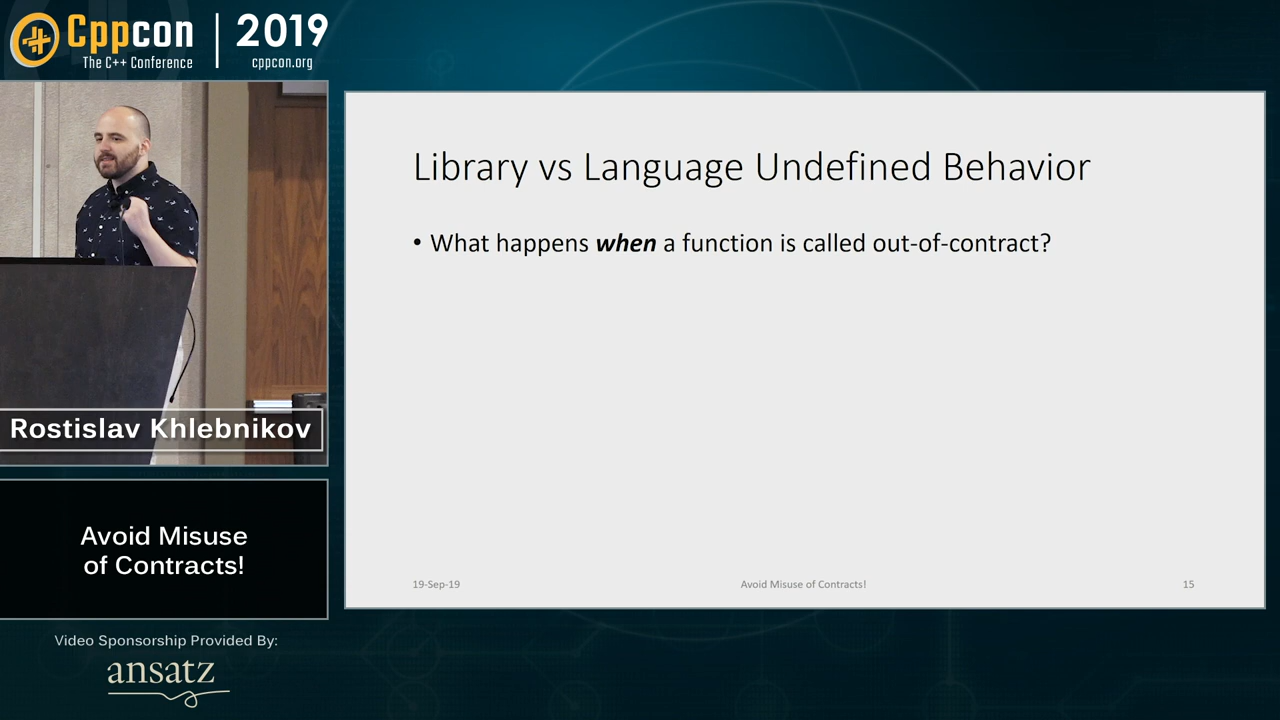 Cppcon | 2019
The C++ Conference
cppcon.org
Rostislav Khlebnikov
Avoid Misuse
of Contracts!
Video Sponsorship Provided By:
ansatz
Library vs Language Undefined Behavior
• What happens when a function is called out-of-contract?
19-Sep-19
Avoid Misuse of Contracts!
15